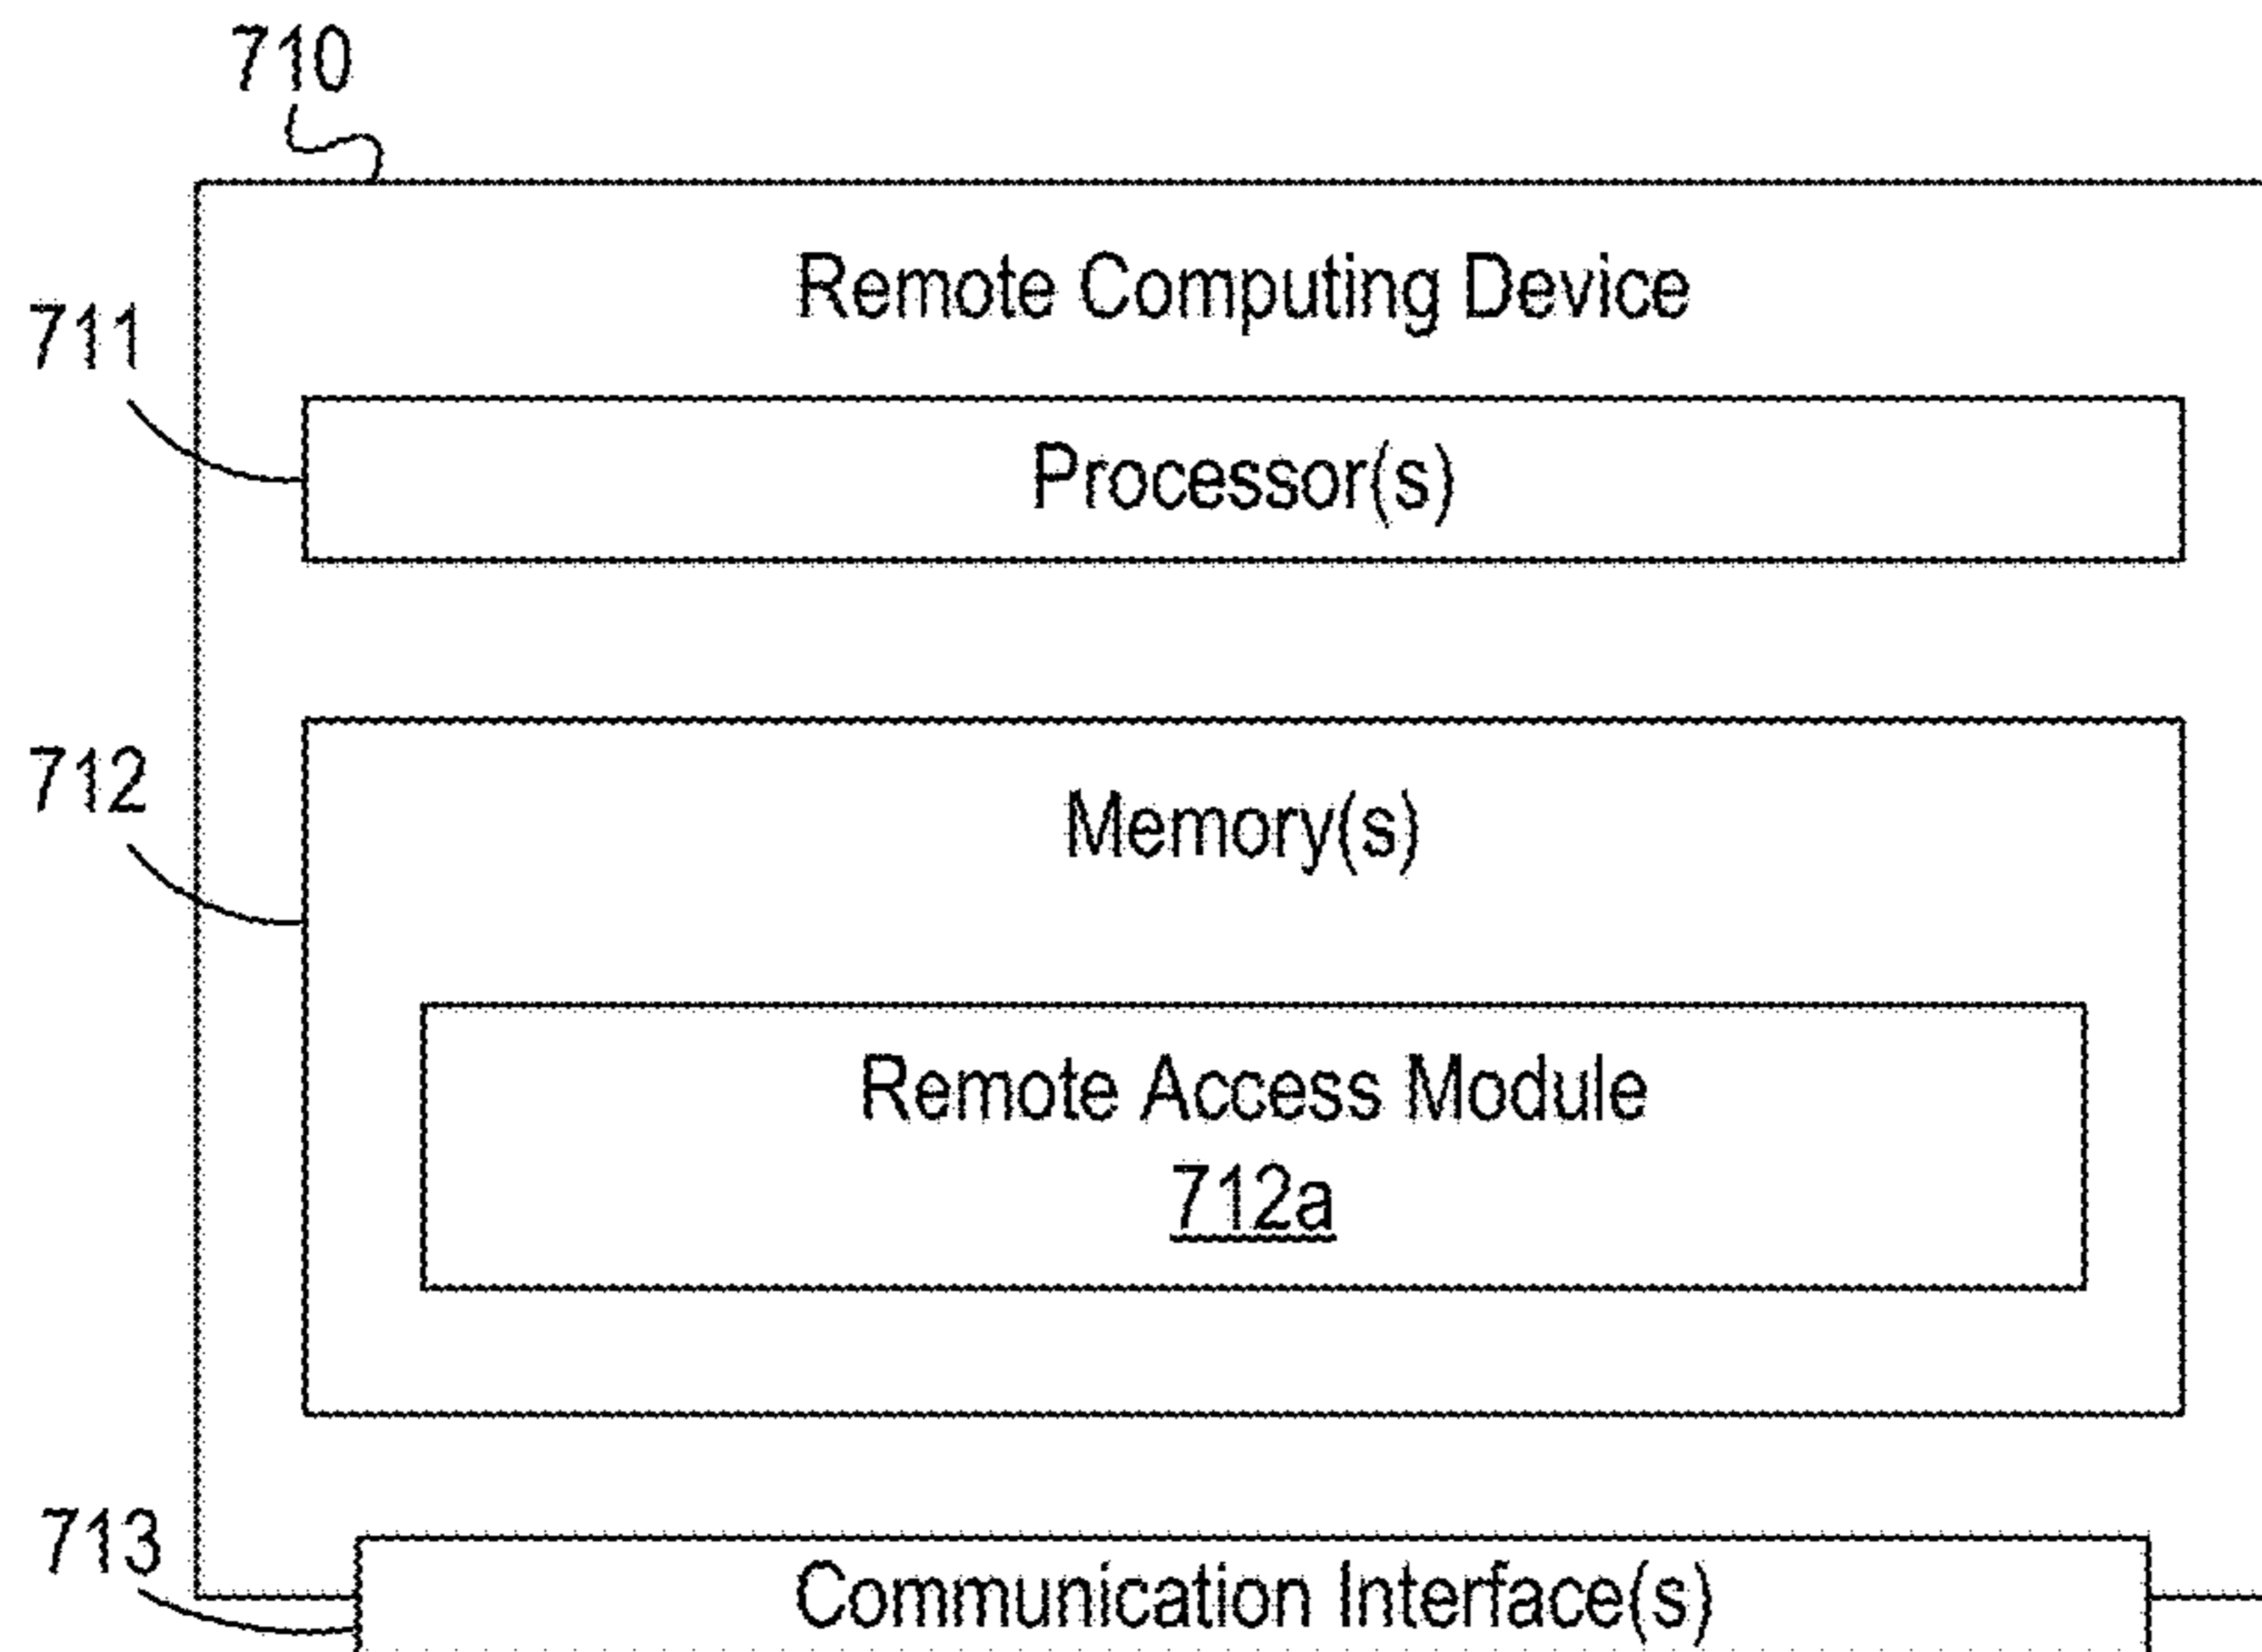 710
Remote Computing Device
711
Processor(s)
712
Memory(s)
Remote Access Module
712a
713
Communication Interface(s)